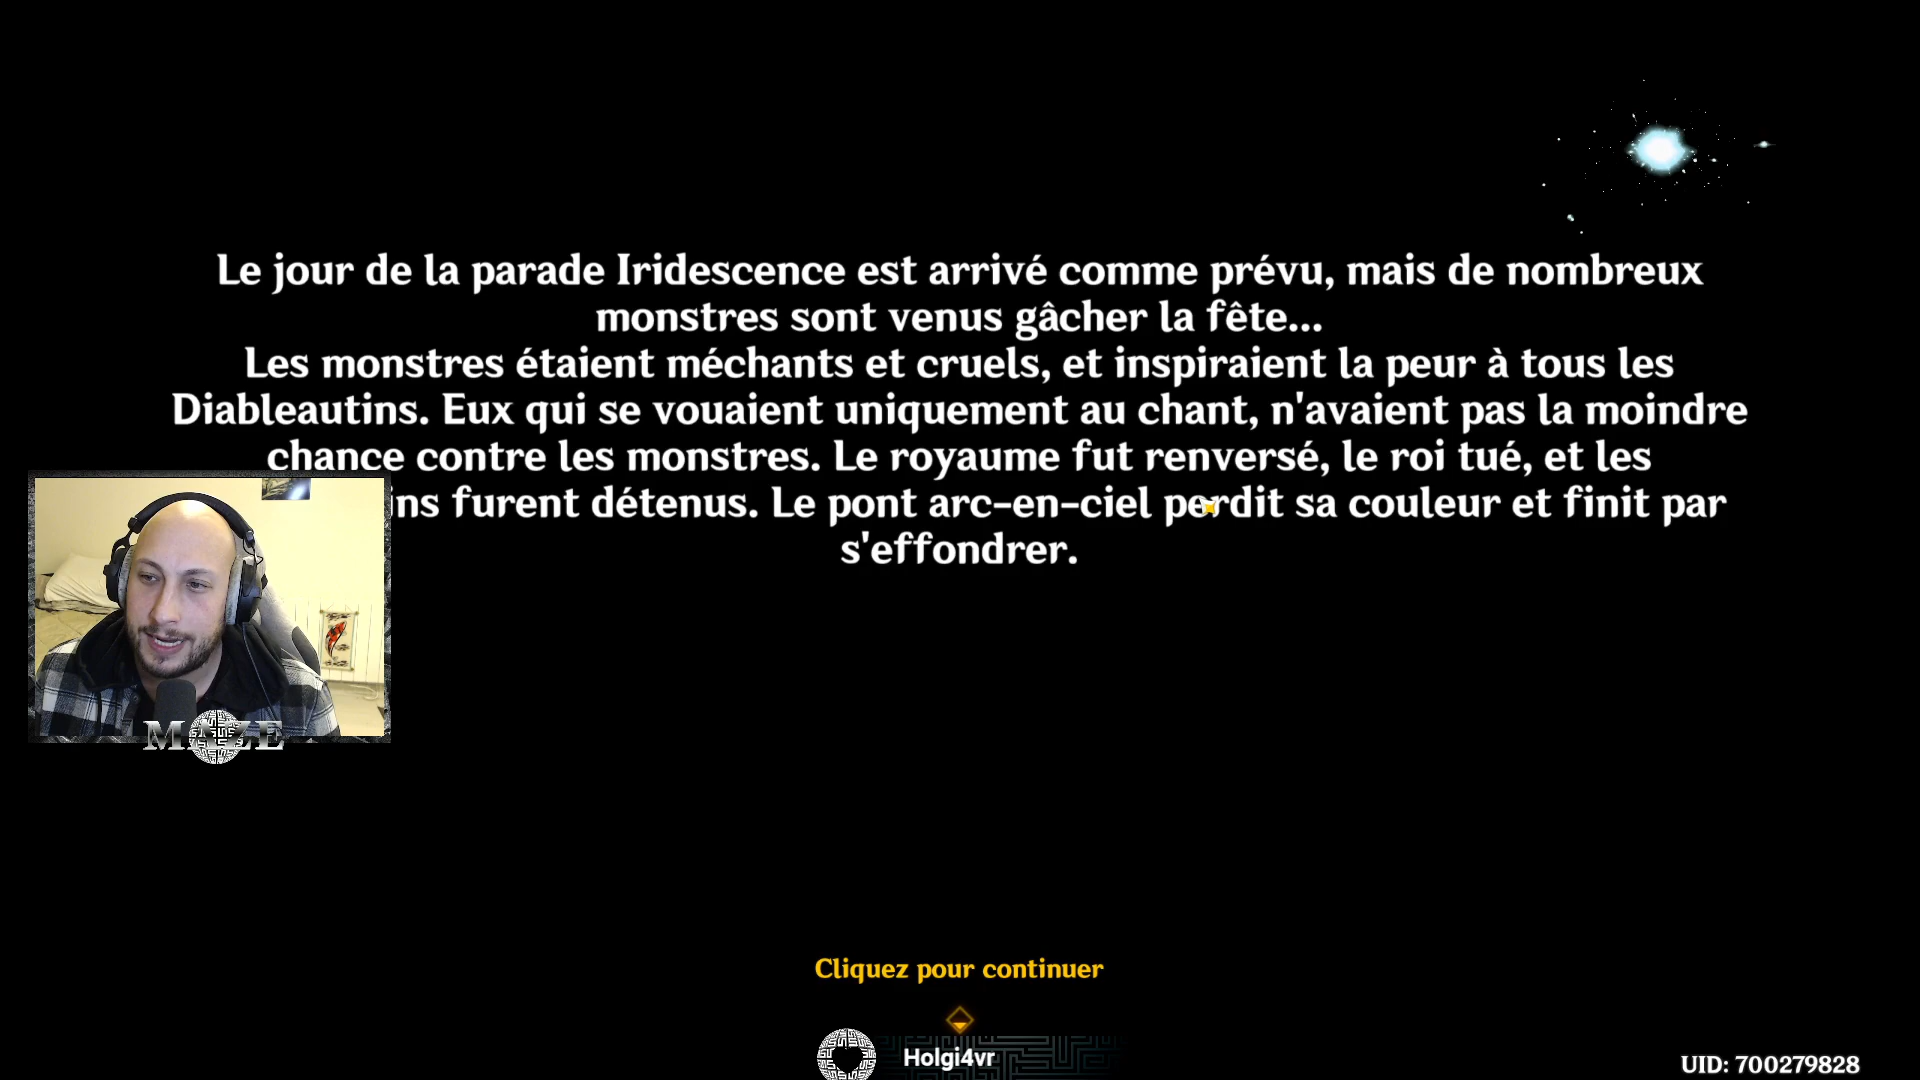 Le jour de la parade Iridescence est arrivé comme prévu, mais de nombreux
monstres sont venus gâcher la fête...
Les monstres étaient méchants et cruels, et inspiraient la peur à tous les
Diableautins. Eux qui se vouaient uniquement au chant, n'avaient pas la moindre
chance contre les monstres. Le royaume fut renversé, le roi tué, et les
furent détenus. Le pont arc-en-ciel perdit sa couleur et finit par
s'effondrer.
MAZE
Cliquez pour continuer
Holgi4vr
UID: 700279828